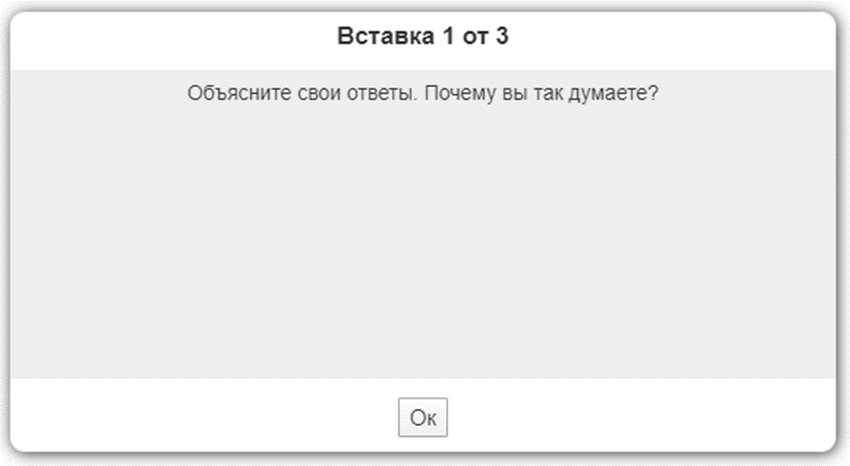 Вставка 1 от 3
Объясните свои ответы. Почему вы так думаете?
Ок